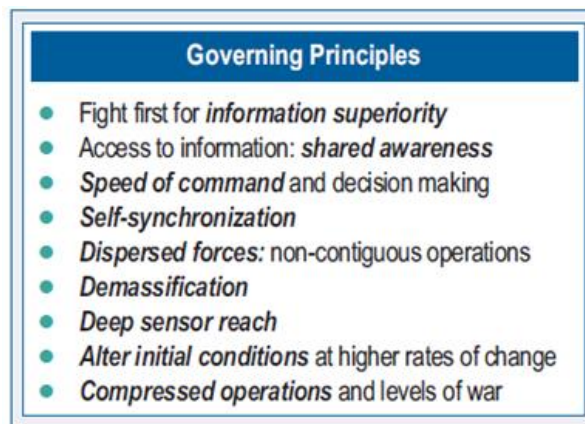 Governing Principles
Fight first for information superiority
Access to information: shared awareness
Speed of command and decision making
Self-synchronization
Dispersed forces: non-contiguous operations
Demassification
Deep sensor reach
Alter initial conditions at higher rates of change
Compressed operations and levels of war